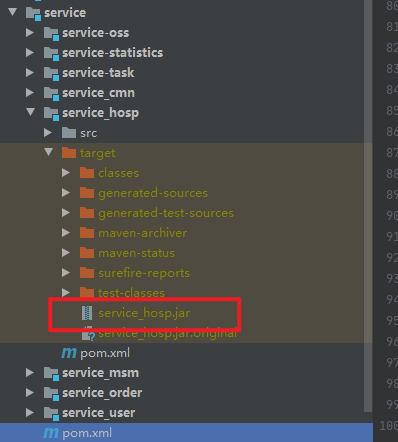 service
service-oss
service-statistics
service-task
service_cmn
service_hosp
src
target
classes
generated-sources
generated-test-sources
maven-archiver
maven-status
surefire-reports
test-classes
service_hosp.jar
service_hosp.jar.original
pom.xml
service_msm
service_order
service_user
pom.xml
80
81
82
83
84
85
86
87
88
89
90
91
92
93
94
95
96
97
98
99
100